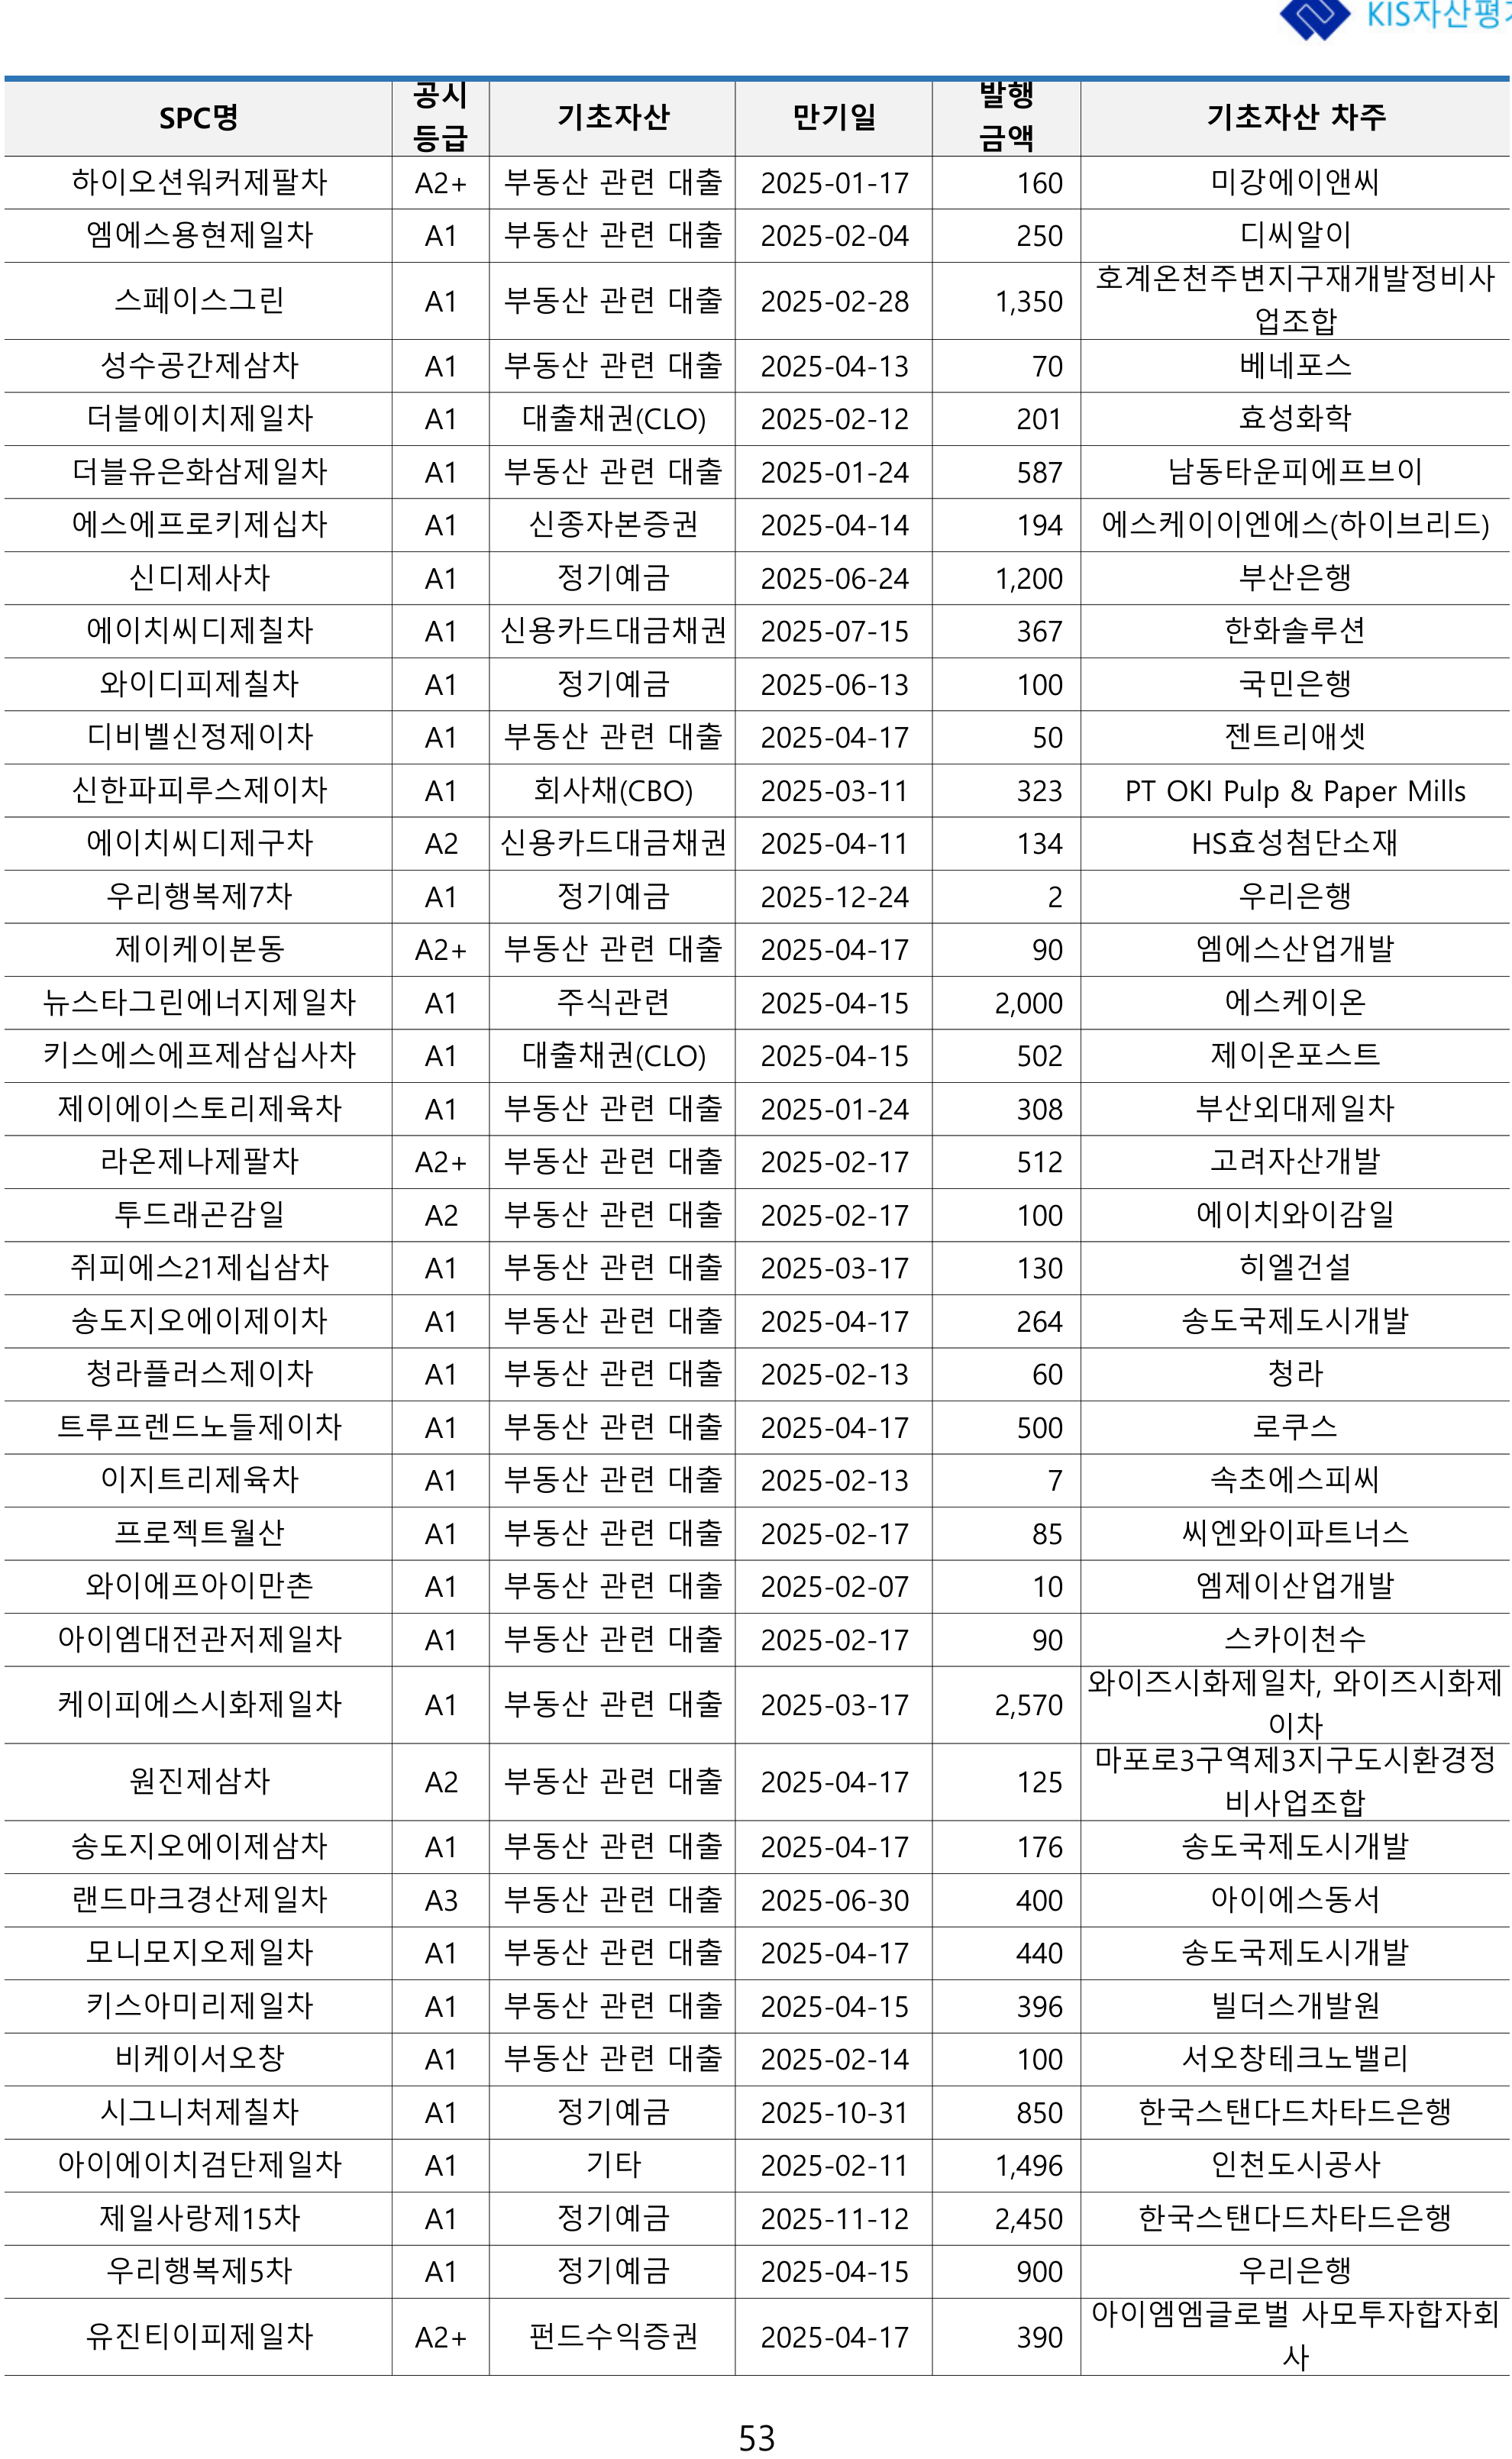 KIS자산평가
SPC명 공시등급 기초자산 만기일 발행금액 기초자산 차주
하이오션워커제팔차 A2+ 부동산 관련 대출 2025-01-17 160 미강에이앤씨
엠에스용현제일차 A1 부동산 관련 대출 2025-02-04 250 디씨알이
스페이스그린 A1 부동산 관련 대출 2025-02-28 1,350 호계온천주변지구재개발정비사업조합
성수공간제삼차 A1 부동산 관련 대출 2025-04-13 70 베네포스
더블에이치제일차 A1 대출채권(CLO) 2025-02-12 201 효성화학
더블유은화삼제일차 A1 부동산 관련 대출 2025-01-24 587 남동타운피에프브이
에스에프로키제십차 A1 신종자본증권 2025-04-14 194 에스케이이엔에스(하이브리드)
신디제사차 A1 정기예금 2025-06-24 1,200 부산은행
에이치씨디제칠차 A1 신용카드대금채권 2025-07-15 367 한화솔루션
와이디피제칠차 A1 정기예금 2025-06-13 100 국민은행
디비벨신정제이차 A1 부동산 관련 대출 2025-04-17 50 젠트리애셋
신한파피루스제이차 A1 회사채(CBO) 2025-03-11 323 PT OKI Pulp & Paper Mills
에이치씨디제구차 A2 신용카드대금채권 2025-04-11 134 HS효성첨단소재
우리행복제7차 A1 정기예금 2025-12-24 2 우리은행
제이케이본동 A2+ 부동산 관련 대출 2025-04-17 90 엠에스산업개발
뉴스타그린에너지제일차 A1 주식관련 2025-04-15 2,000 에스케이온
키스에스에프제삼십사차 A1 대출채권(CLO) 2025-04-15 502 제이온포스트
제이에이스토리제육차 A1 부동산 관련 대출 2025-01-24 308 부산외대제일차
라온제나제팔차 A2+ 부동산 관련 대출 2025-02-17 512 고려자산개발
투드래곤감일 A2 부동산 관련 대출 2025-02-17 100 에이치와이감일
쥐피에스21제십삼차 A1 부동산 관련 대출 2025-03-17 130 히엘건설
송도지오에이제이차 A1 부동산 관련 대출 2025-04-17 264 송도국제도시개발
청라플러스제이차 A1 부동산 관련 대출 2025-02-13 60 청라
트루프렌드노들제이차 A1 부동산 관련 대출 2025-04-17 500 로쿠스
이지트리제육차 A1 부동산 관련 대출 2025-02-13 7 속초에스피씨
프로젝트월산 A1 부동산 관련 대출 2025-02-17 85 씨엔와이파트너스
와이에프아이만촌 A1 부동산 관련 대출 2025-02-07 10 엠제이산업개발
아이엠대전관저제일차 A1 부동산 관련 대출 2025-02-17 90 스카이천수
케이피에스시화제일차 A1 부동산 관련 대출 2025-03-17 2,570 와이즈시화제일차, 와이즈시화제이차
원진제삼차 A2 부동산 관련 대출 2025-04-17 125 마포로3구역제3지구도시환경정비사업조합
송도지오에이제삼차 A1 부동산 관련 대출 2025-04-17 176 송도국제도시개발
랜드마크경산제일차 A3 부동산 관련 대출 2025-06-30 400 아이에스동서
모니모지오제일차 A1 부동산 관련 대출 2025-04-17 440 송도국제도시개발
키스아미리제일차 A1 부동산 관련 대출 2025-04-15 396 빌더스개발원
비케이서오창 A1 부동산 관련 대출 2025-02-14 100 서오창테크노밸리
시그니처제칠차 A1 정기예금 2025-10-31 850 한국스탠다드차타드은행
아이에이치검단제일차 A1 기타 2025-02-11 1,496 인천도시공사
제일사랑제15차 A1 정기예금 2025-11-12 2,450 한국스탠다드차타드은행
우리행복제5차 A1 정기예금 2025-04-15 900 우리은행
유진티이피제일차 A2+ 펀드수익증권 2025-04-17 390 아이엠엠글로벌 사모투자합자회사
53